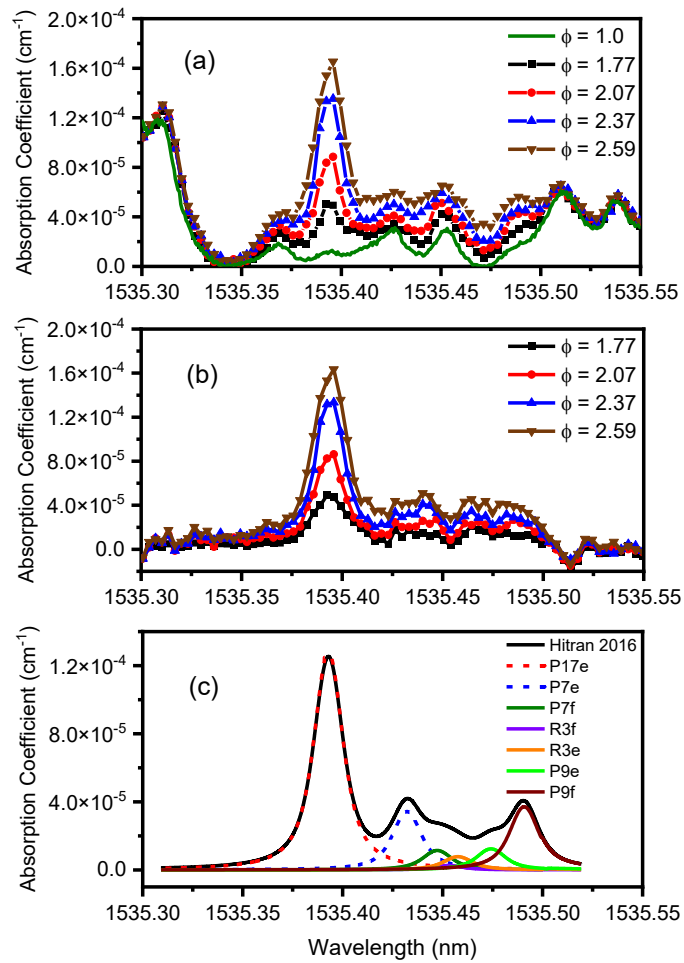 2.0×10⁻⁴
1.6×10⁻⁴
1.2×10⁻⁴
8.0×10⁻⁵
4.0×10⁻⁵
0.0
Absorption Coefficient (cm⁻¹)
(a)
ϕ = 1.0
ϕ = 1.77
ϕ = 2.07
ϕ = 2.37
ϕ = 2.59
1535.30 1535.35 1535.40 1535.45 1535.50 1535.55
2.0×10⁻⁴
1.6×10⁻⁴
1.2×10⁻⁴
8.0×10⁻⁵
4.0×10⁻⁵
0.0
Absorption Coefficient (cm⁻¹)
(b)
ϕ = 1.77
ϕ = 2.07
ϕ = 2.37
ϕ = 2.59
1535.30 1535.35 1535.40 1535.45 1535.50 1535.55
1.2×10⁻⁴
8.0×10⁻⁵
4.0×10⁻⁵
0.0
Absorption Coefficient (cm⁻¹)
(c)
Hitran 2016
P17e
P7e
P7f
R3f
R3e
P9e
P9f
1535.30 1535.35 1535.40 1535.45 1535.50 1535.55
Wavelength (nm)